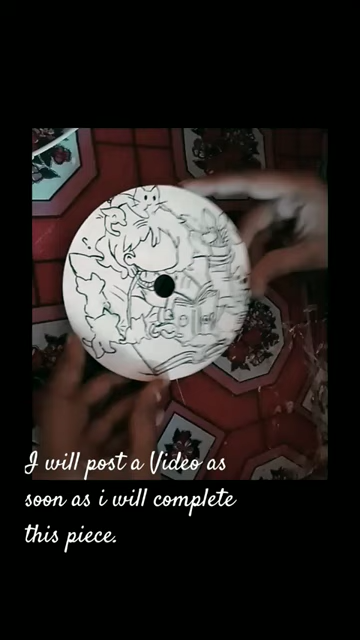 I will post a Video as
soon as i will complete
this piece.